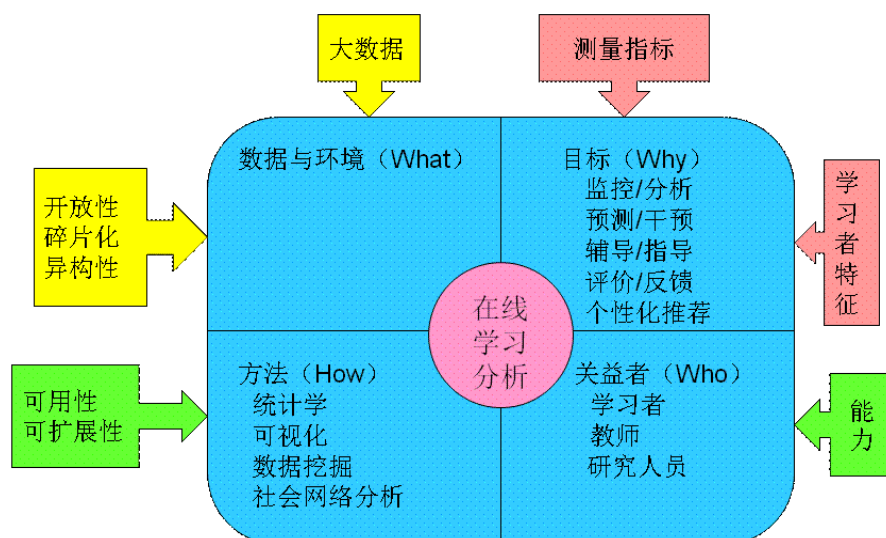 大数据
测量指标
数据与环境（What）
目标（Why）
监控/分析
预测/干预
辅导/指导
评价/反馈
个性化推荐
开放性
碎片化
异构性
学习者特征
在线
学习
分析
方法（How）
统计学
可视化
数据挖掘
社会网络分析
关益者（Who）
学习者
教师
研究人员
可用性
可扩展性
能力